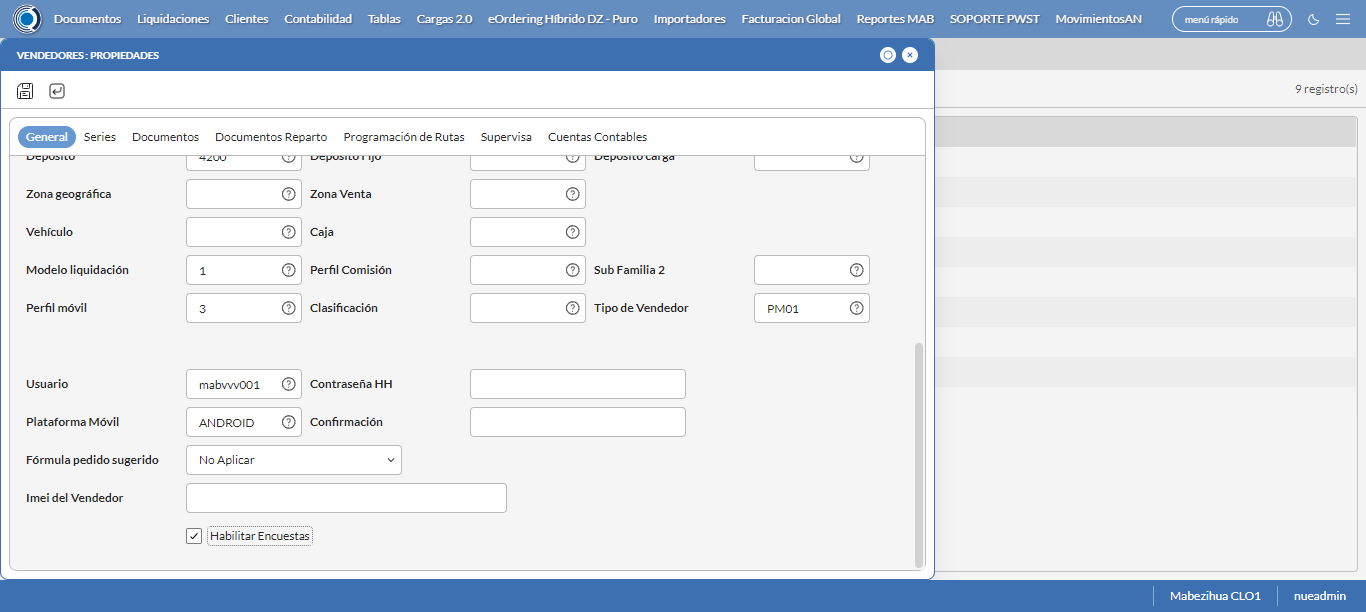 Documentos Liquidaciones Clientes Contabilidad Tablas Cargas 2.0 eOrdering Híbrido DZ - Puro Importadores Facturacion Global Reportes MAB SOPORTE PWST MovimientosAN menú rápido
VENDEDORES : PROPIEDADES
9 registro(s)
General Series Documentos Documentos Reparto Programación de Rutas Supervisa Cuentas Contables
Depósito 4200 Depósito Fijo Depósito carga
Zona geográfica Zona Venta
Vehículo Caja
Modelo liquidación 1 Perfil Comisión Sub Familia 2
Perfil móvil 3 Clasificación Tipo de Vendedor PM01
Usuario mabvvv001 Contraseña HH
Plataforma Móvil ANDROID Confirmación
Fórmula pedido sugerido No Aplicar
Imei del Vendedor
Habilitar Encuestas
Mabezihua CLO1 nueadmin